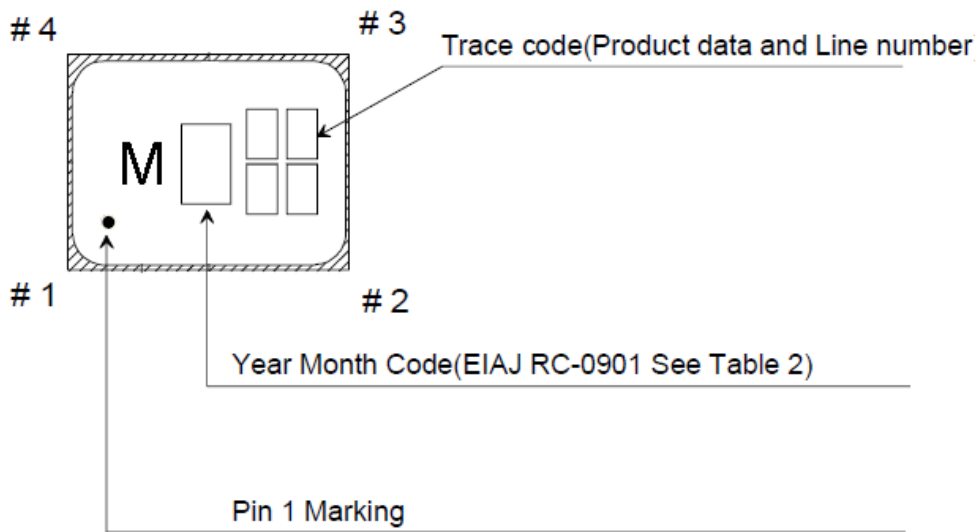 # 4
# 3
Trace code(Product data and Line number)
M
# 1
# 2
Year Month Code(EIAJ RC-0901 See Table 2)
Pin 1 Marking